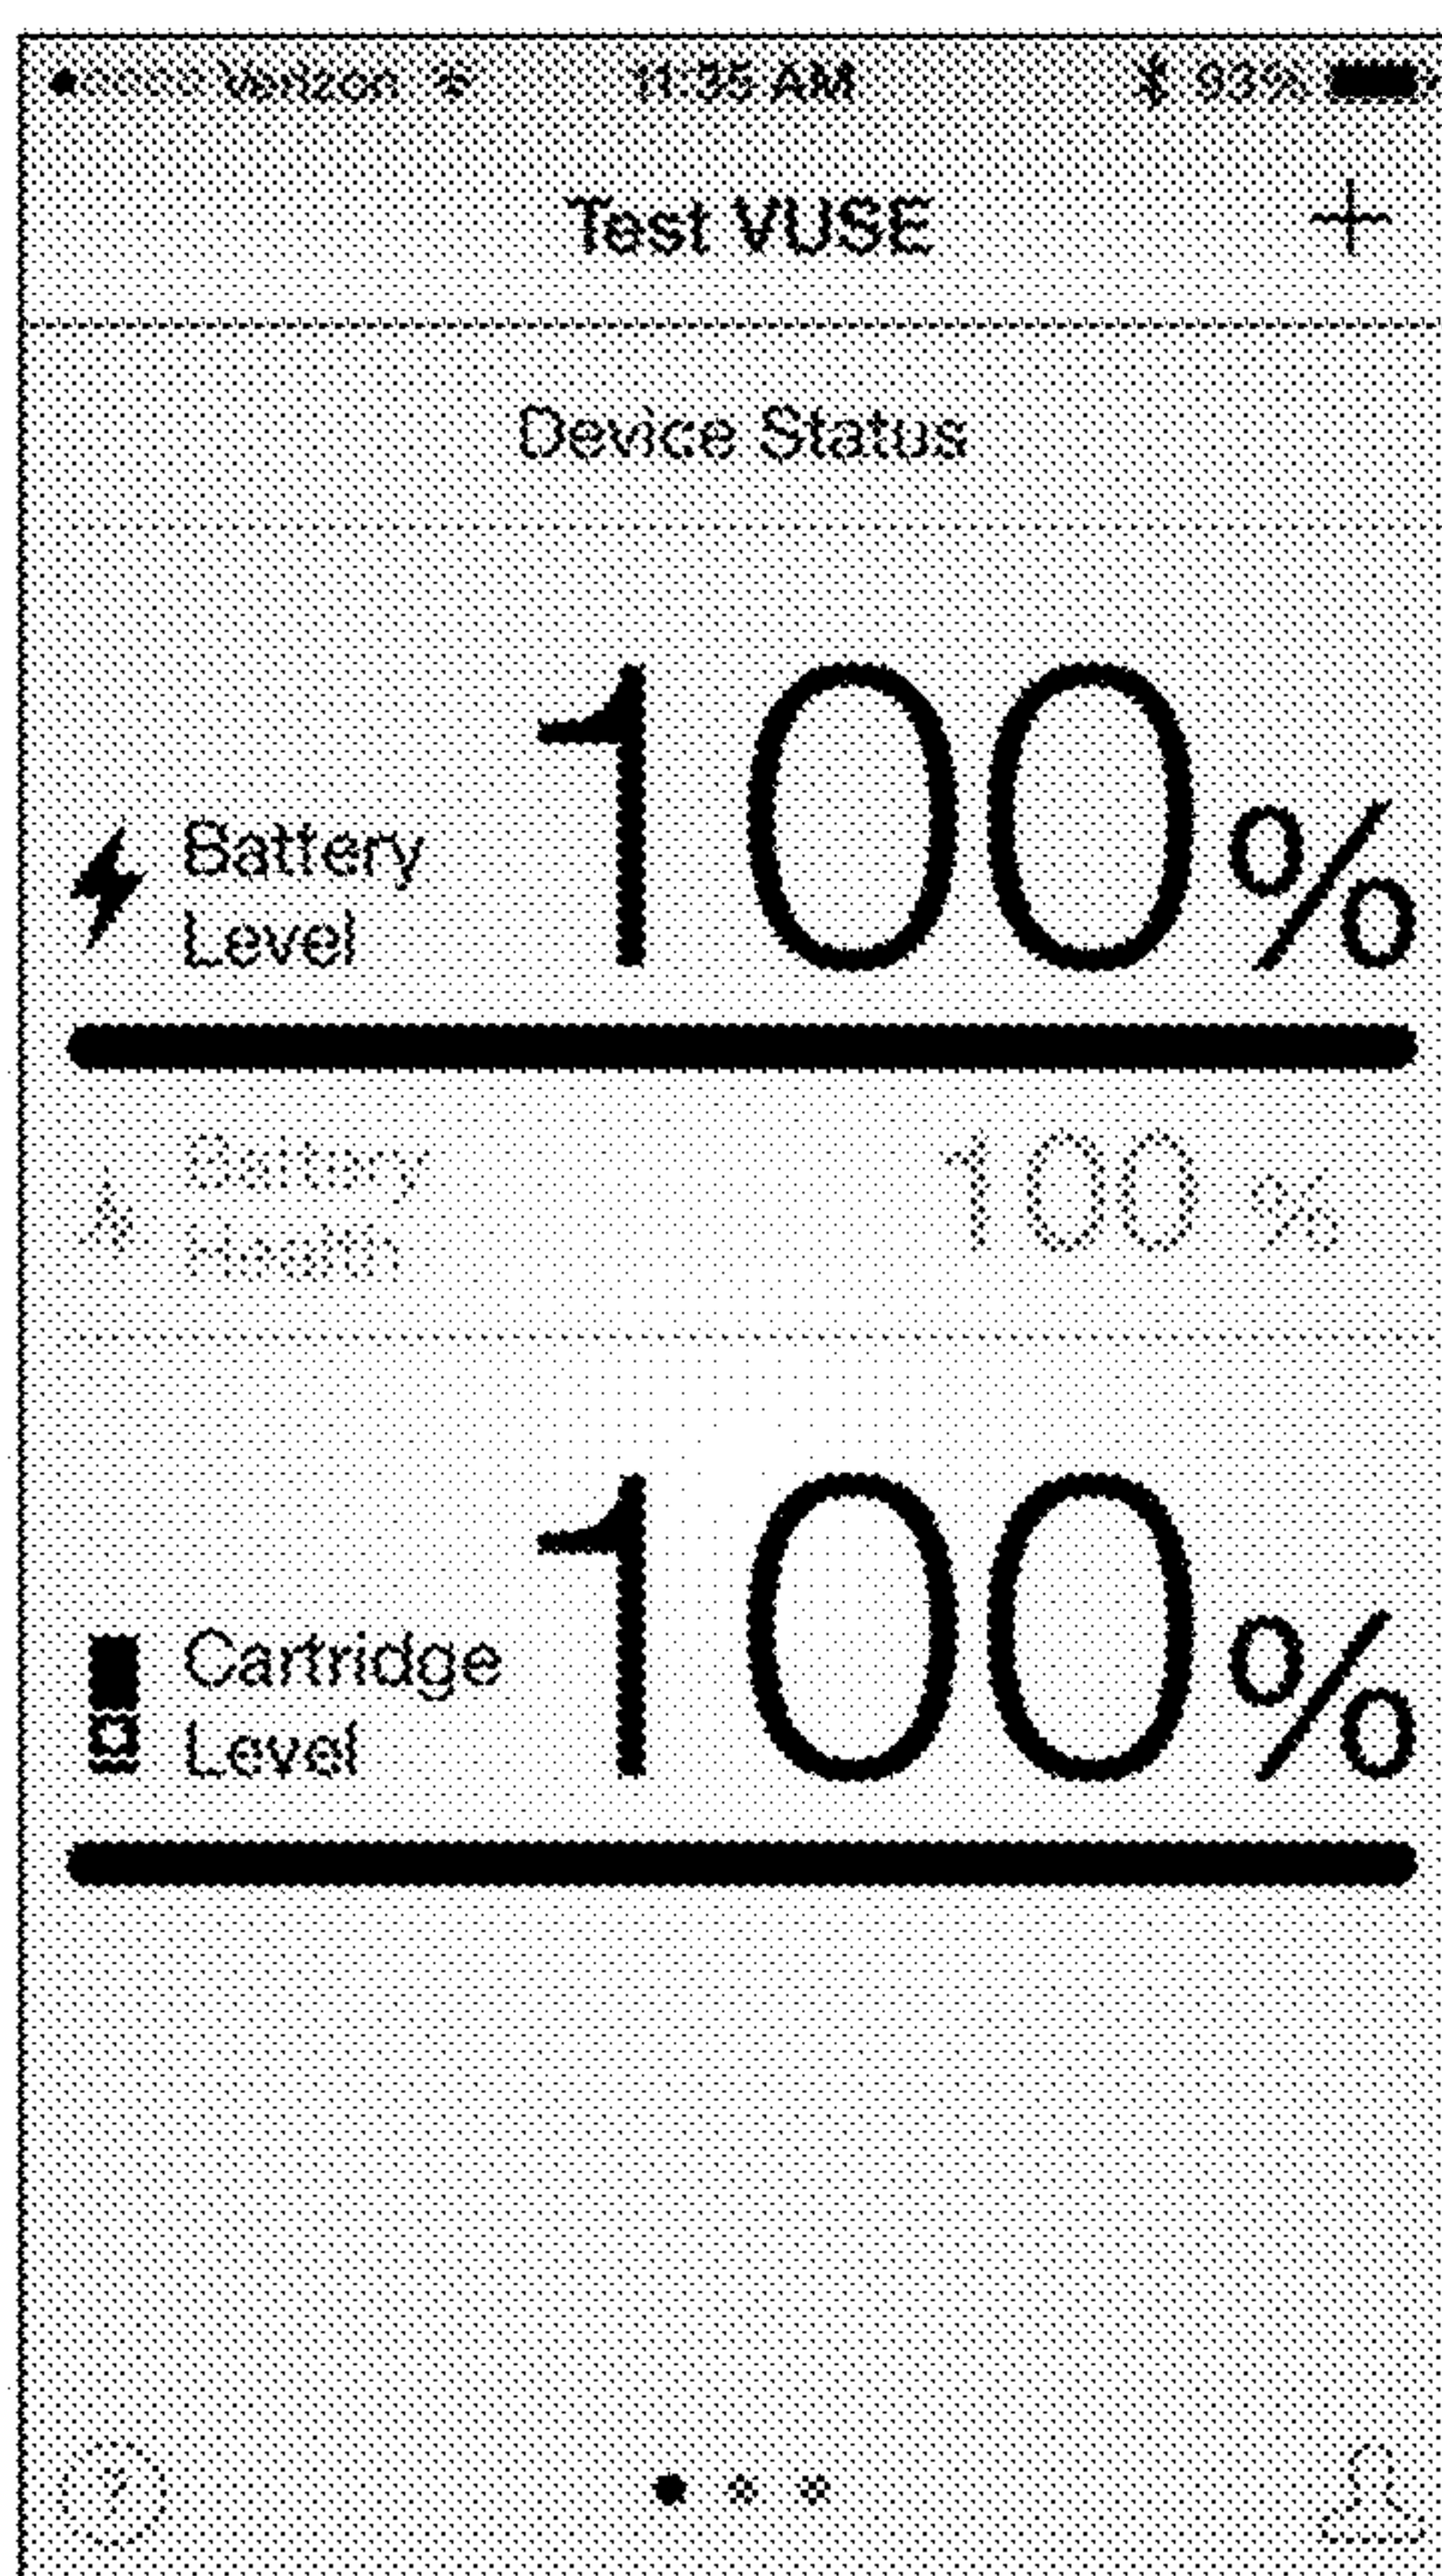 Verizon 11:35 AM 93%
Test VUSE +
Device Status
Battery
Level 100%
Battery
Health 100 %
Cartridge
Level 100%
?